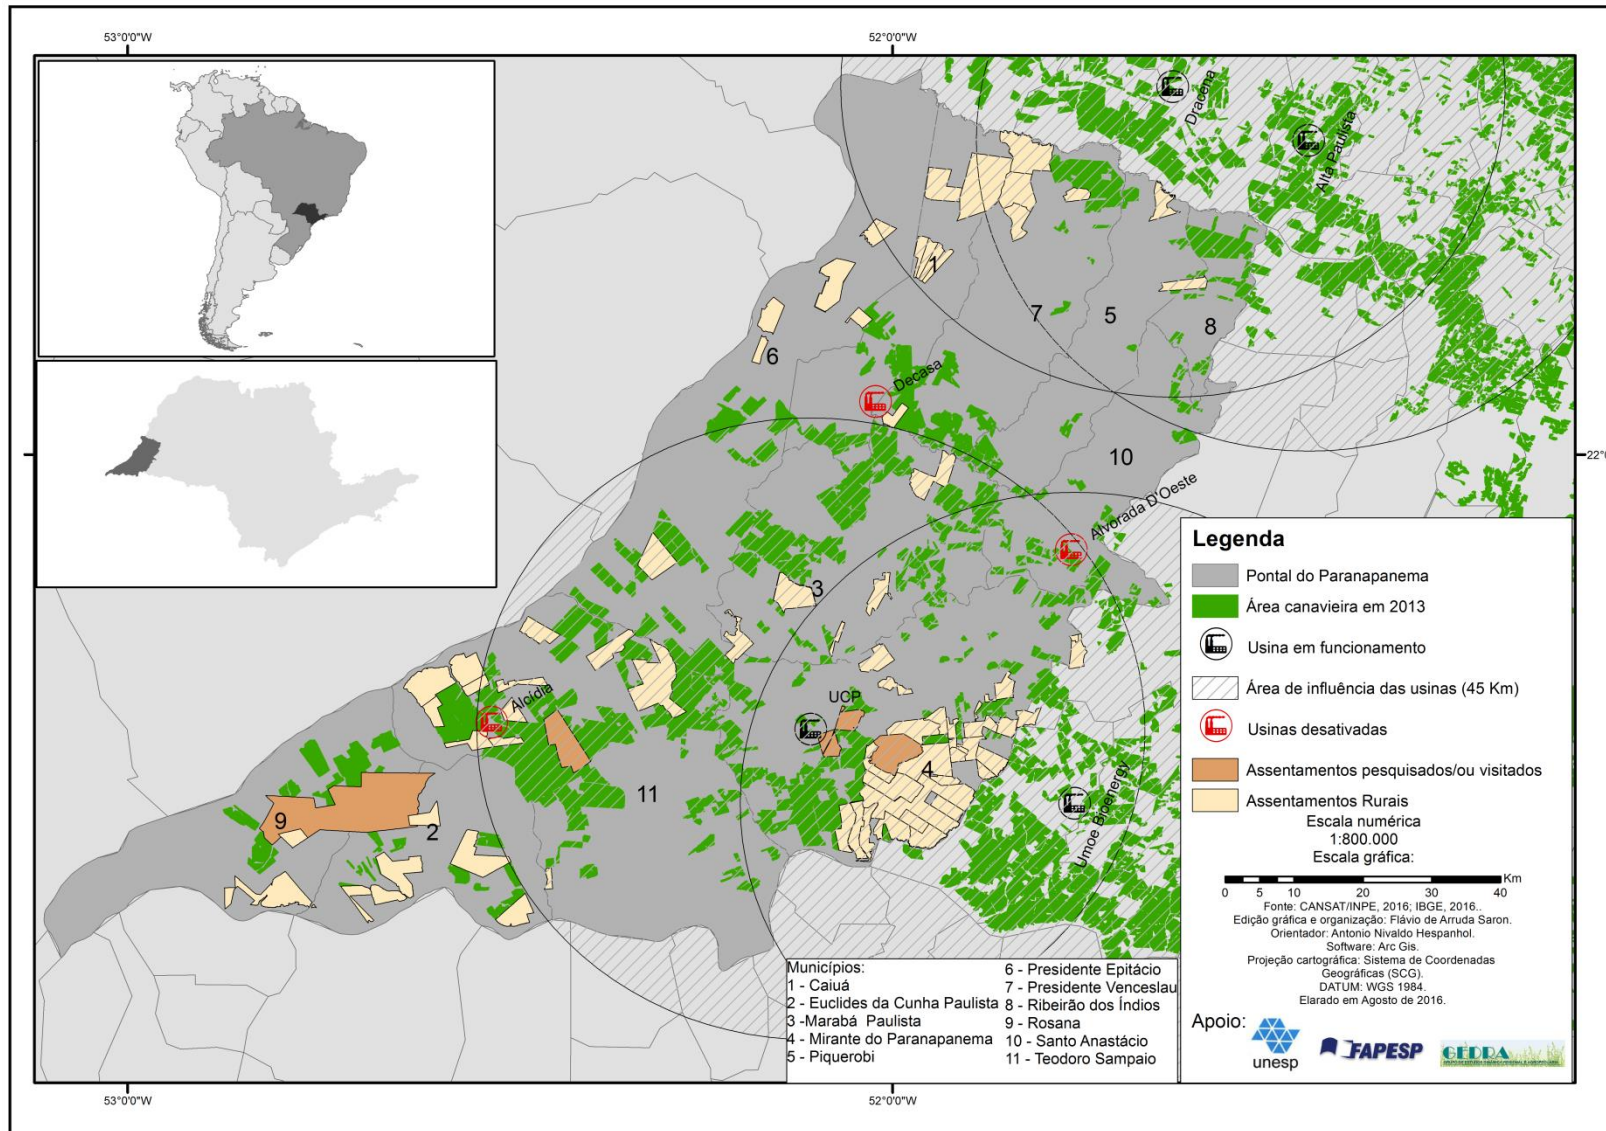 53°0'0"W
52°0'0"W
Dracena
Alta Paulista
1
7
5
8
6
Decasa
10
22°0
Alvorada D'Oeste
3
UCP
Alcídia
4
11
Umoe Bioenergy
9
2
Legenda
Pontal do Paranapanema
Área canavieira em 2013
Usina em funcionamento
Área de influência das usinas (45 Km)
Usinas desativadas
Assentamentos pesquisados/ou visitados
Assentamentos Rurais
Escala numérica
1:800.000
Escala gráfica:
Km
0 5 10 20 30 40
Fonte: CANSAT/INPE, 2016; IBGE, 2016..
Edição gráfica e organização: Flávio de Arruda Saron.
Orientador: Antonio Nivaldo Hespanhol.
Software: Arc Gis.
Projeção cartográfica: Sistema de Coordenadas
Geográficas (SCG).
DATUM: WGS 1984.
Elarado em Agosto de 2016.
Apoio:
unesp
FAPESP
GEDRA
Municípios:
1 - Caiuá
2 - Euclides da Cunha Paulista
3 -Marabá Paulista
4 - Mirante do Paranapanema
5 - Piquerobi
6 - Presidente Epitácio
7 - Presidente Venceslau
8 - Ribeirão dos Índios
9 - Rosana
10 - Santo Anastácio
11 - Teodoro Sampaio
53°0'0"W
52°0'0"W